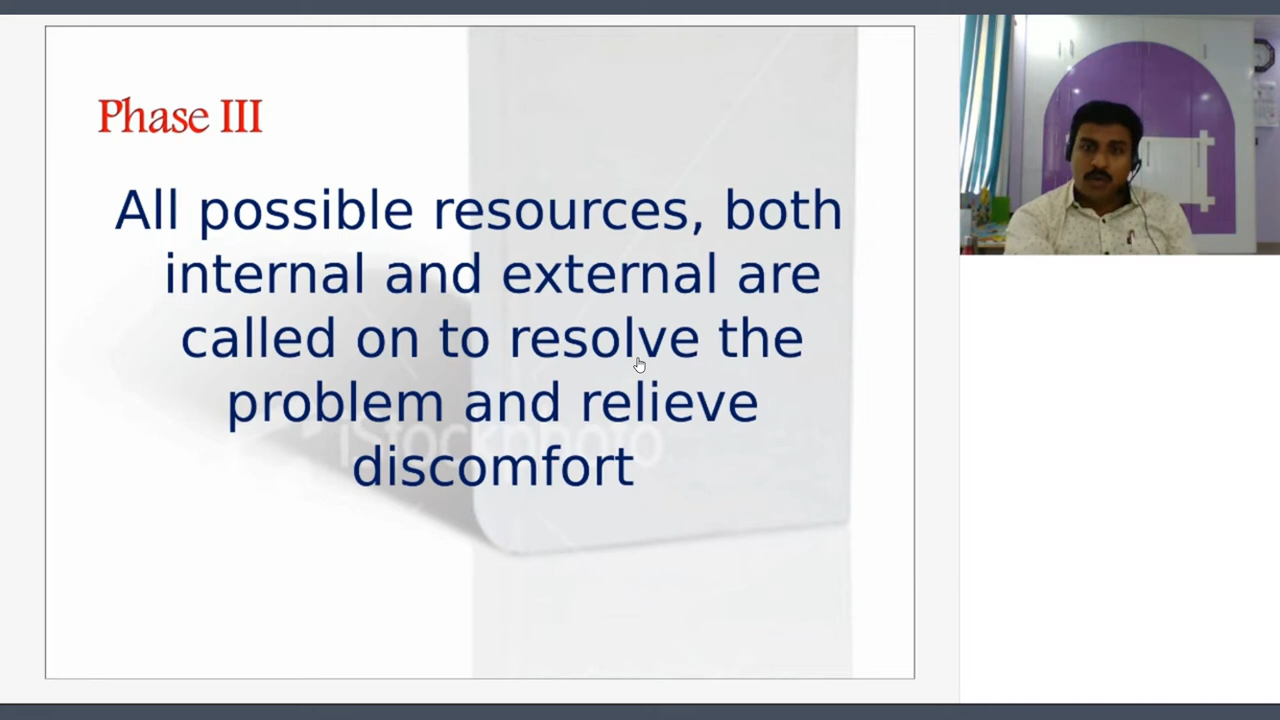 Phase III
All possible resources, both
internal and external are
called on to resolve the
problem and relieve
discomfort
iStockphoto